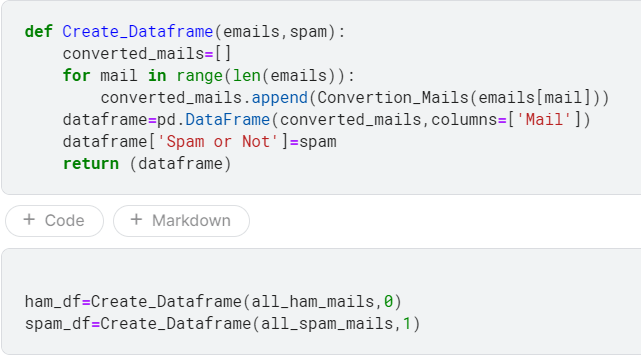 def Create_Dataframe(emails,spam):
    converted_mails=[]
    for mail in range(len(emails)):
        converted_mails.append(Convertion_Mails(emails[mail]))
    dataframe=pd.DataFrame(converted_mails,columns=['Mail'])
    dataframe['Spam or Not']=spam
    return (dataframe)
+ Code + Markdown
ham_df=Create_Dataframe(all_ham_mails,0)
spam_df=Create_Dataframe(all_spam_mails,1)